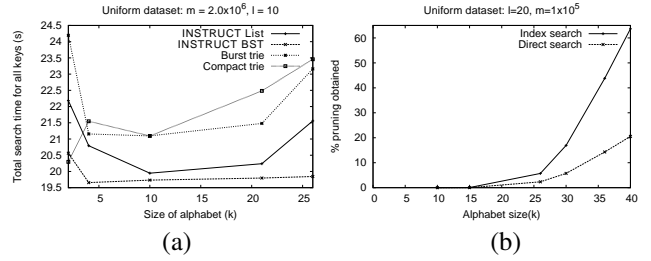 Uniform dataset: m = 2.0x10^6, l = 10
Total search time for all keys (s)
24.5
24
23.5
23
22.5
22
21.5
21
20.5
20
19.5
INSTRUCT List
INSTRUCT BST
Burst trie
Compact trie
5 10 15 20 25
Size of alphabet (k)
(a)
Uniform dataset: l=20, m=1x10^5
% pruning obtained
60
50
40
30
20
10
0
Index search
Direct search
0 5 10 15 20 25 30 35 40
Alphabet size(k)
(b)